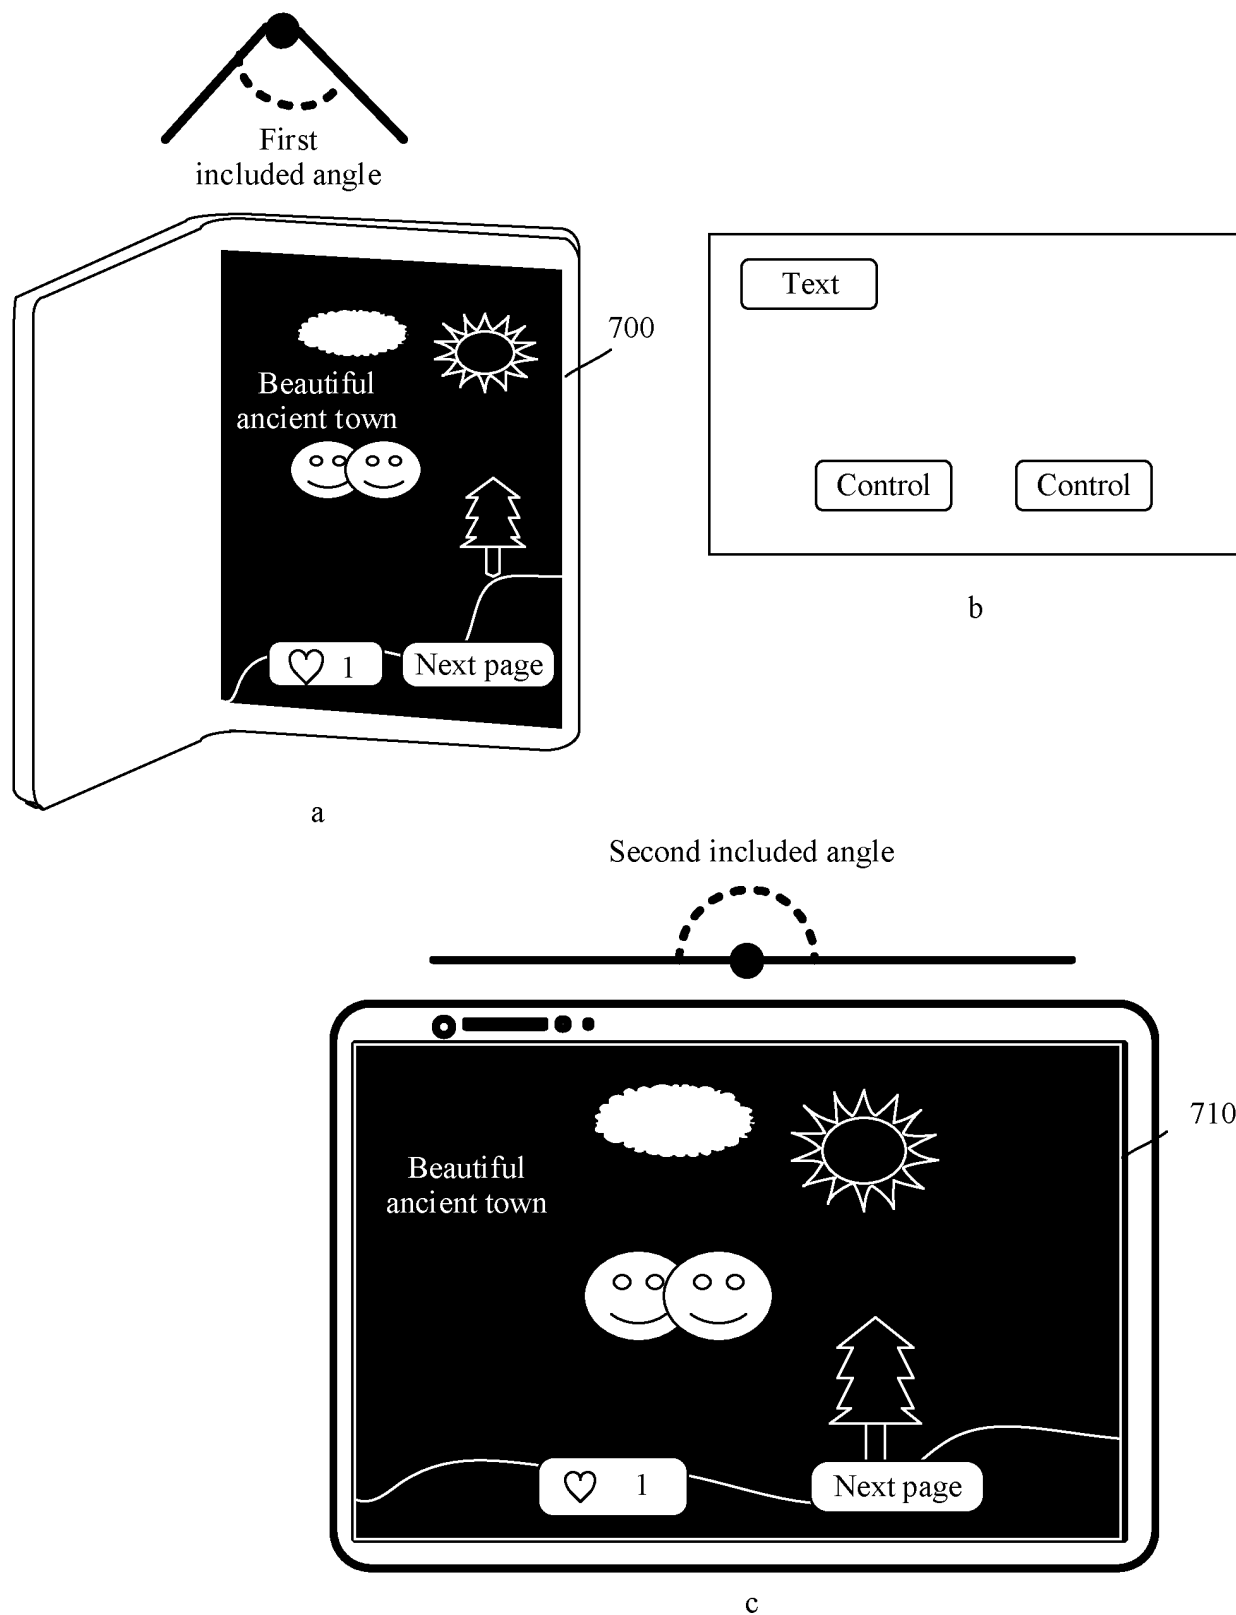 First
included angle
700
Beautiful
ancient town
1
Next page
a
Text
Control
Control
b
Second included angle
710
Beautiful
ancient town
1
Next page
c